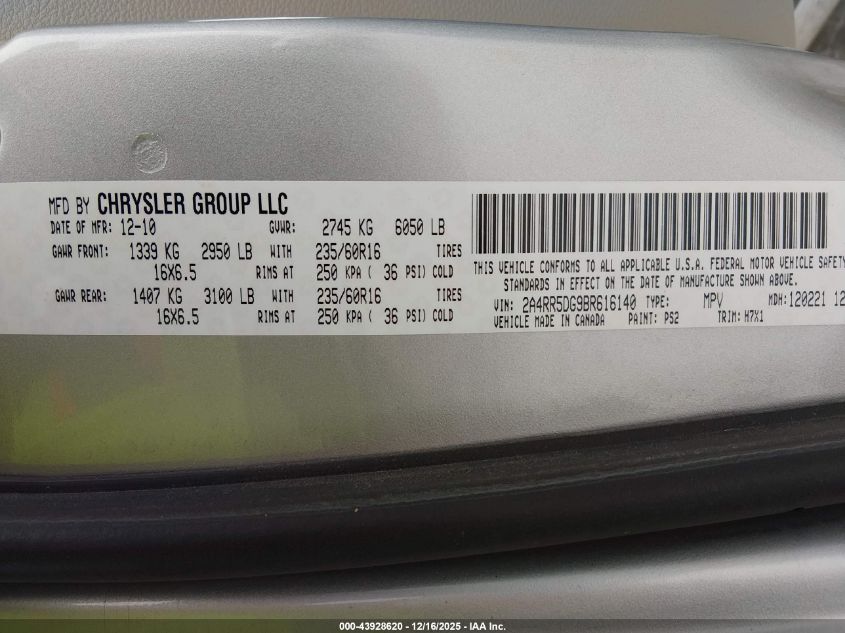 MFD BY CHRYSLER GROUP LLC
DATE OF MFR: 12-10 GVWR: 2745 KG 6050 LB
GAWR FRONT: 1339 KG 2950 LB WITH 235/60R16 TIRES
16X6.5 RIMS AT 250 KPA ( 36 PSI) COLD
GAWR REAR: 1407 KG 3100 LB WITH 235/60R16 TIRES
16X6.5 RIMS AT 250 KPA ( 36 PSI) COLD
THIS VEHICLE CONFORMS TO ALL APPLICABLE U.S.A. FEDERAL MOTOR VEHICLE SAFETY
STANDARDS IN EFFECT ON THE DATE OF MANUFACTURE SHOWN ABOVE.
VIN: 2A4RR5DG9BR616140 TYPE: MPV MDH: 120221 12
VEHICLE MADE IN CANADA PAINT: PS2 TRIM: H7X1
000-43928620 - 12/16/2025 - IAA Inc.